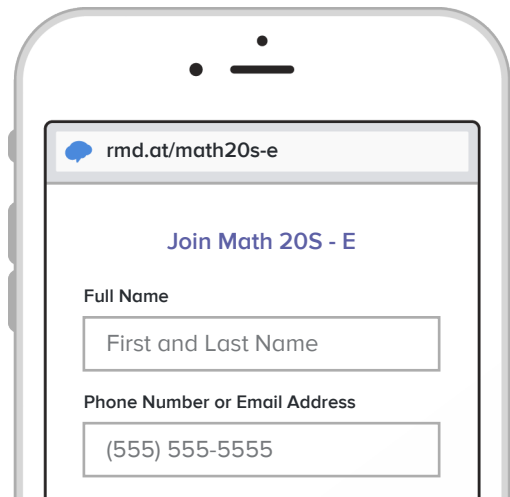 rmd.at/math20s-e
Join Math 20S - E
Full Name
First and Last Name
Phone Number or Email Address
(555) 555-5555